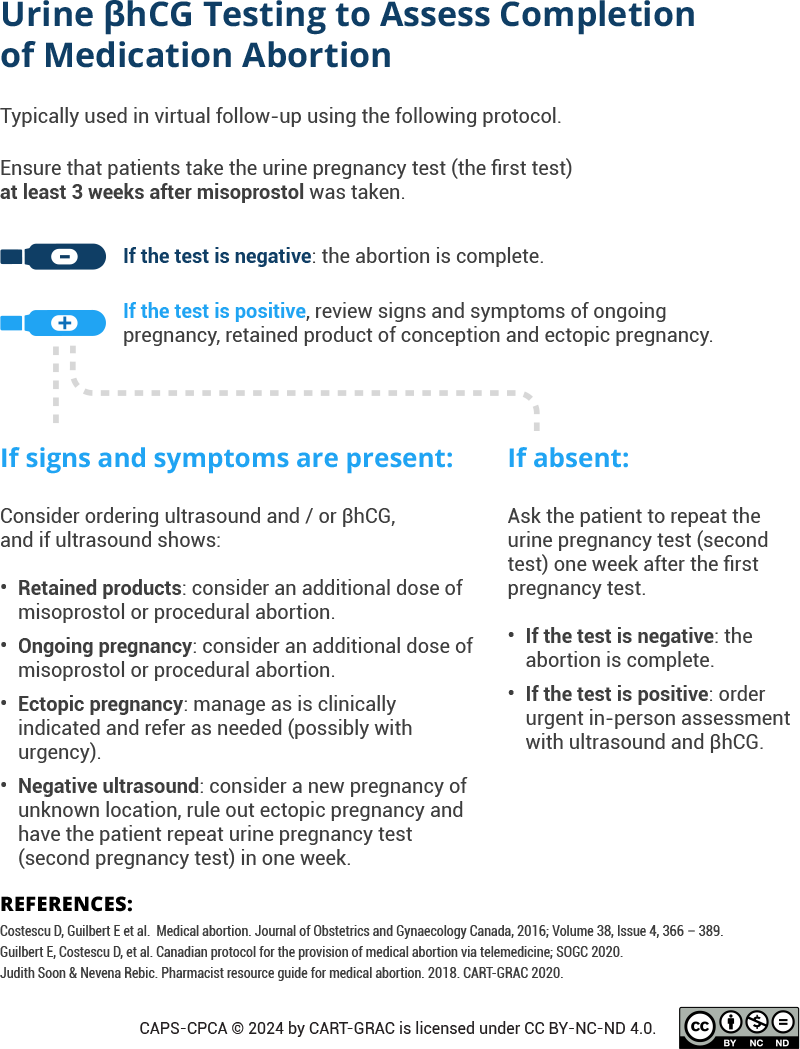 Urine βhCG Testing to Assess Completion
of Medication Abortion
Typically used in virtual follow-up using the following protocol.
Ensure that patients take the urine pregnancy test (the first test)
at least 3 weeks after misoprostol was taken.
If the test is negative: the abortion is complete.
If the test is positive, review signs and symptoms of ongoing
pregnancy, retained product of conception and ectopic pregnancy.
If signs and symptoms are present:
Consider ordering ultrasound and / or βhCG,
and if ultrasound shows:
• Retained products: consider an additional dose of
misoprostol or procedural abortion.
• Ongoing pregnancy: consider an additional dose of
misoprostol or procedural abortion.
• Ectopic pregnancy: manage as is clinically
indicated and refer as needed (possibly with
urgency).
• Negative ultrasound: consider a new pregnancy of
unknown location, rule out ectopic pregnancy and
have the patient repeat urine pregnancy test
(second pregnancy test) in one week.
If absent:
Ask the patient to repeat the
urine pregnancy test (second
test) one week after the first
pregnancy test.
• If the test is negative: the
abortion is complete.
• If the test is positive: order
urgent in-person assessment
with ultrasound and βhCG.
REFERENCES:
Costescu D, Guilbert E et al. Medical abortion. Journal of Obstetrics and Gynaecology Canada, 2016; Volume 38, Issue 4, 366 – 389.
Guilbert E, Costescu D, et al. Canadian protocol for the provision of medical abortion via telemedicine; SOGC 2020.
Judith Soon & Nevena Rebic. Pharmacist resource guide for medical abortion. 2018. CART-GRAC 2020.
CAPS-CPCA © 2024 by CART-GRAC is licensed under CC BY-NC-ND 4.0.
cc
BY NC ND